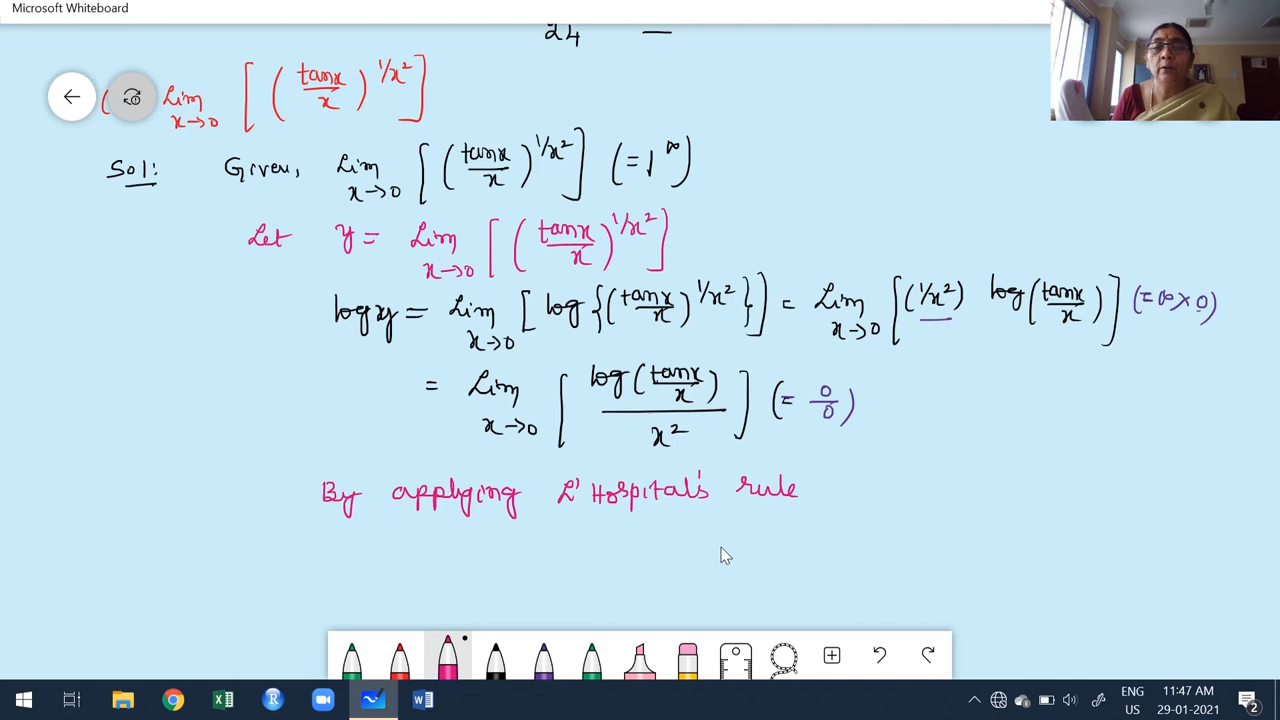 Microsoft Whiteboard
24
Lim x→0 [ ( tanx / x )^1/x² ]
Sol: Given, Lim x→0 [ ( tanx / x )^1/x² ] (= 1^∞)
Let y = Lim x→0 [ ( tanx / x )^1/x² ]
log y = Lim x→0 [ log { ( tanx / x )^1/x² } ] = Lim x→0 [ (1/x²) log ( tanx / x ) ] (= ∞ × 0)
= Lim x→0 [ log ( tanx / x ) / x² ] (= 0/0)
By applying L' Hospital's rule
ENG 11:47 AM
US 29-01-2021 2